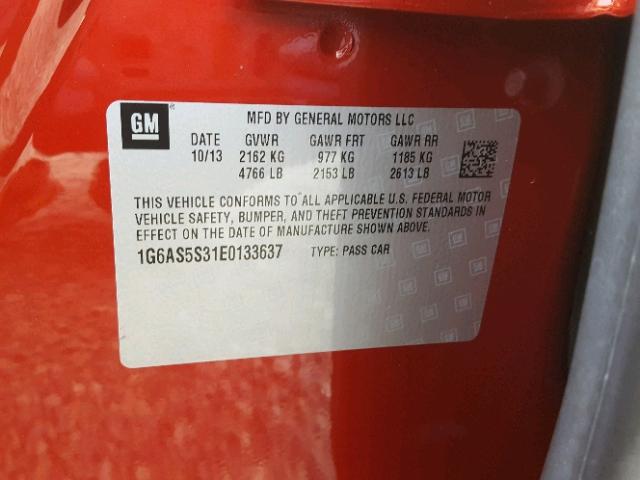 GM MFD BY GENERAL MOTORS LLC
DATE GVWR GAWR FRT GAWR RR
10/13 2162 KG 977 KG 1185 KG
4766 LB 2153 LB 2613 LB
THIS VEHICLE CONFORMS TO ALL APPLICABLE U.S. FEDERAL MOTOR
VEHICLE SAFETY, BUMPER, AND THEFT PREVENTION STANDARDS IN
EFFECT ON THE DATE OF MANUFACTURE SHOWN ABOVE.
1G6AS5S31E0133637 TYPE: PASS CAR